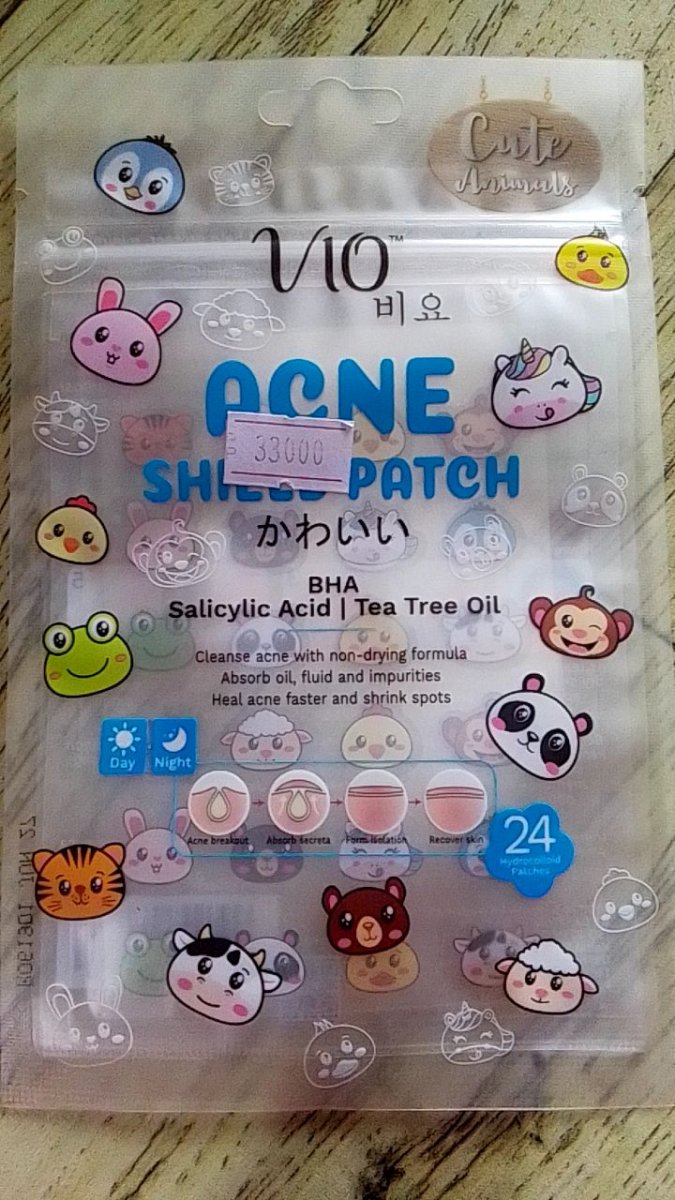 Cute
Animals
VIO™
비요
ACNE
33000
PATCH
かわいい
BHA
Salicylic Acid | Tea Tree Oil
Cleanse acne with non-drying formula
Absorb oil, fluid and impurities
Heal acne faster and shrink spots
Day
Night
Acne breakout
Absorb secreta
Form isolation
Recover skin
24
Hydrocolloid
Patches